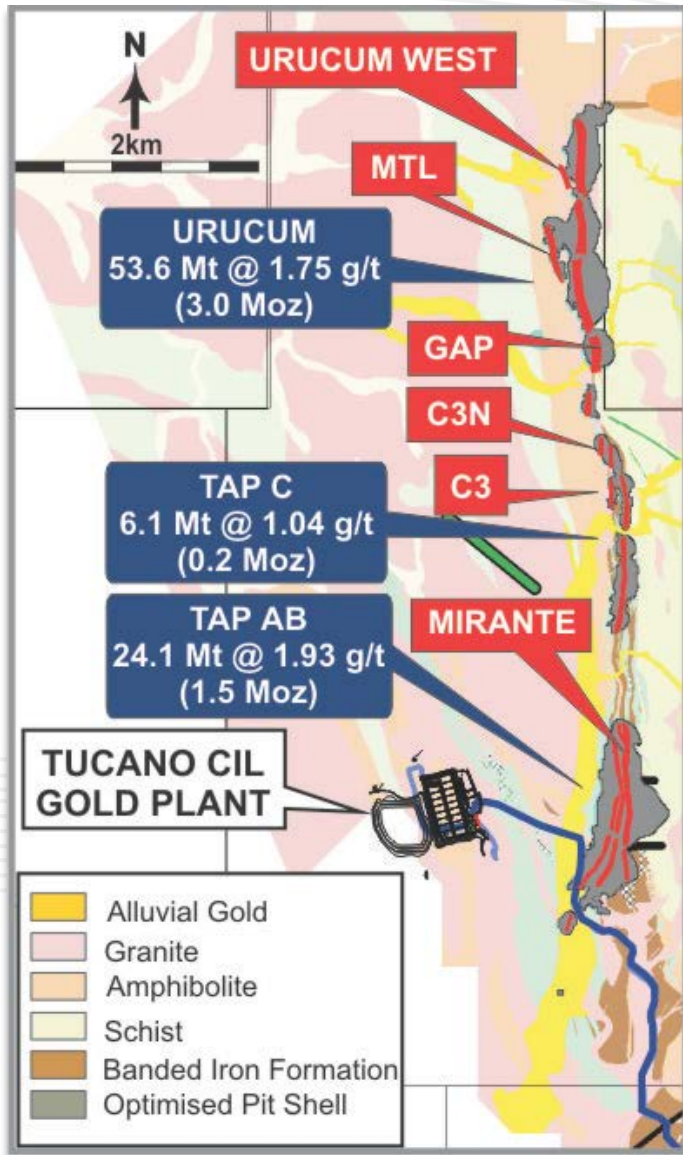 N
2km
URUCUM WEST
MTL
URUCUM
53.6 Mt @ 1.75 g/t
(3.0 Moz)
GAP
C3N
C3
TAP C
6.1 Mt @ 1.04 g/t
(0.2 Moz)
MIRANTE
TAP AB
24.1 Mt @ 1.93 g/t
(1.5 Moz)
TUCANO CIL
GOLD PLANT
Alluvial Gold
Granite
Amphibolite
Schist
Banded Iron Formation
Optimised Pit Shell